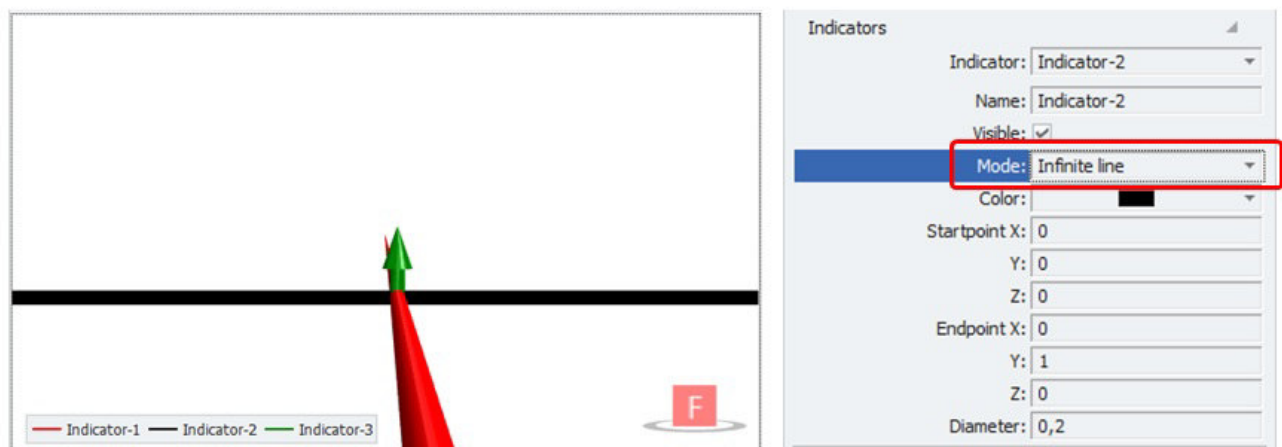 F
Indicator-1 Indicator-2 Indicator-3
Indicators
Indicator: Indicator-2
Name: Indicator-2
Visible:
Mode: Infinite line
Color:
Startpoint X: 0
Y: 0
Z: 0
Endpoint X: 0
Y: 1
Z: 0
Diameter: 0,2